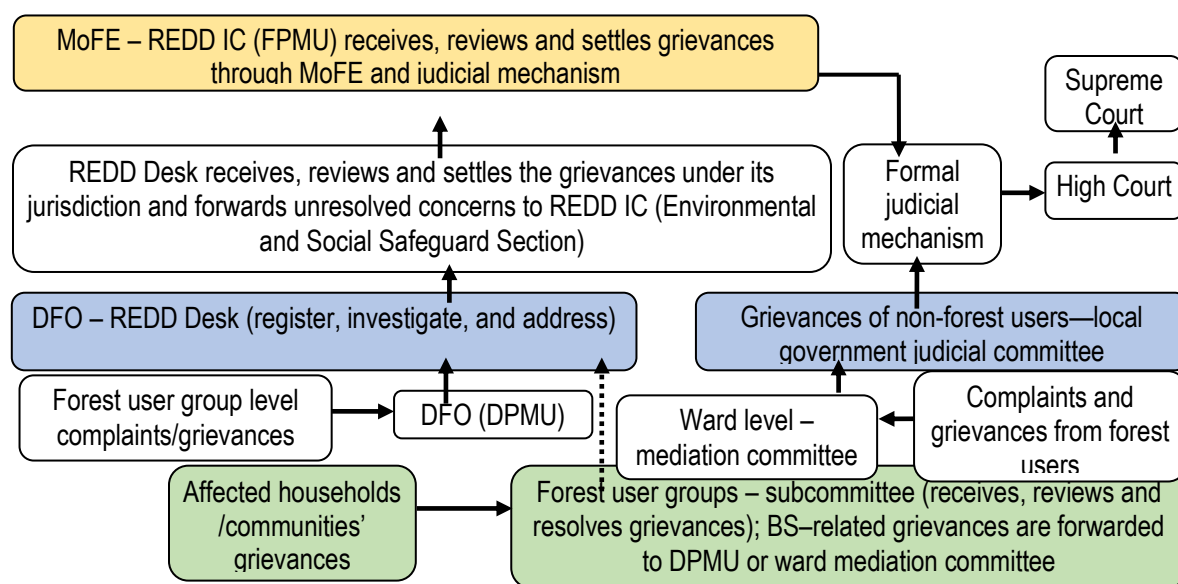 MoFE – REDD IC (FPMU) receives, reviews and settles grievances
through MoFE and judicial mechanism
Supreme
Court
REDD Desk receives, reviews and settles the grievances under its
jurisdiction and forwards unresolved concerns to REDD IC (Environmental
and Social Safeguard Section)
Formal
judicial
mechanism
High Court
DFO – REDD Desk (register, investigate, and address)
Grievances of non-forest users—local
government judicial committee
Forest user group level
complaints/grievances
DFO (DPMU)
Ward level –
mediation committee
Complaints and
grievances from forest
users
Affected households
/communities’
grievances
Forest user groups – subcommittee (receives, reviews and
resolves grievances); BS–related grievances are forwarded
to DPMU or ward mediation committee